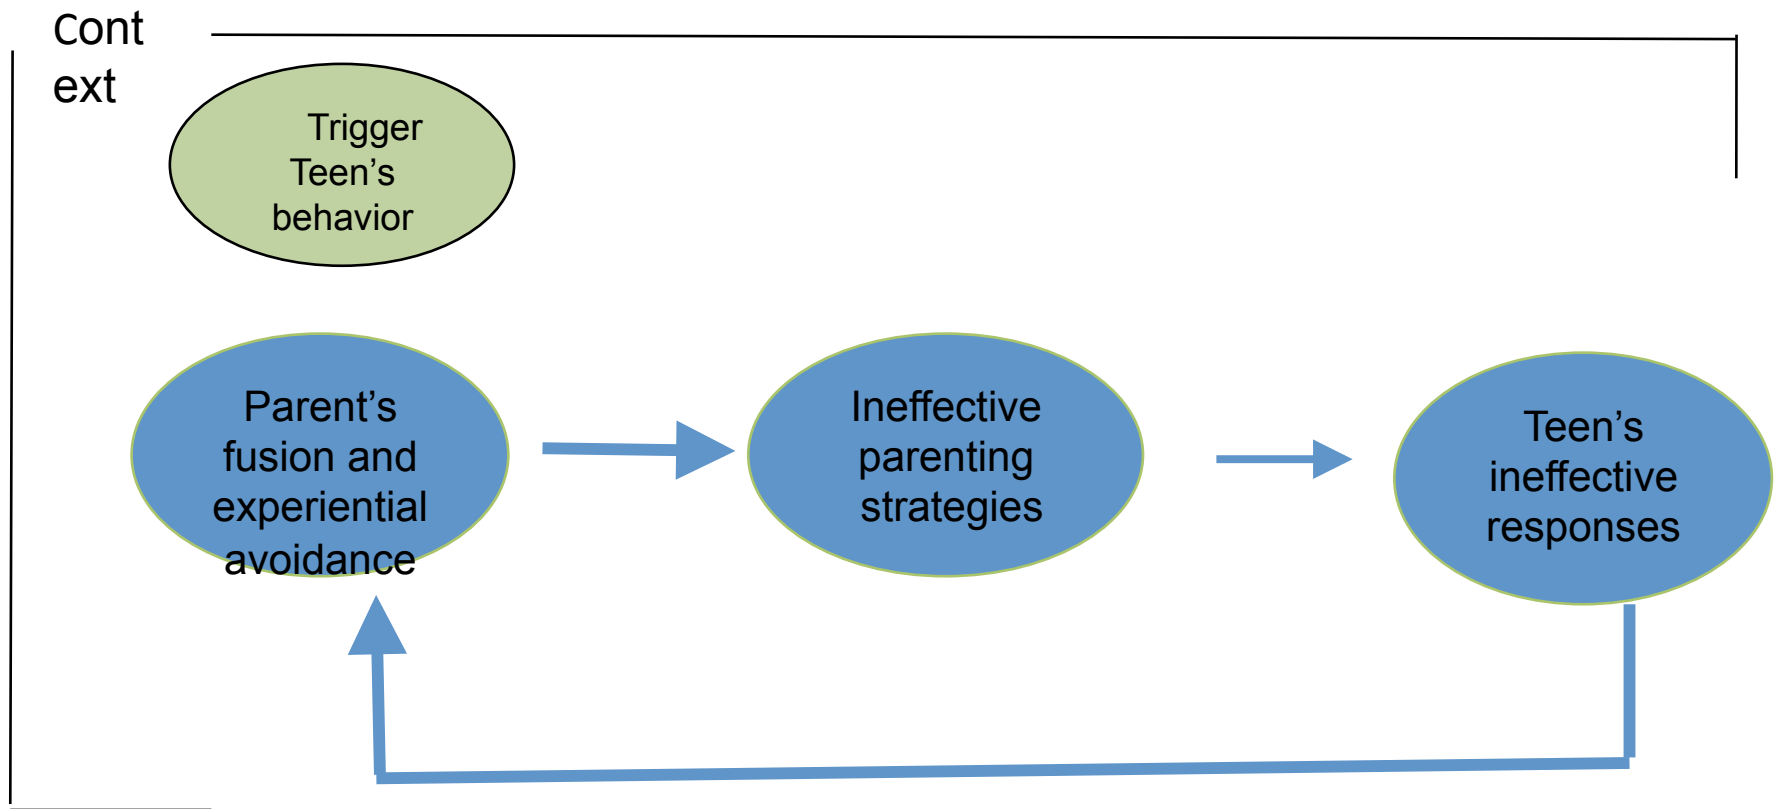 Cont
ext
Trigger
Teen’s
behavior
Parent’s
fusion and
experiential
avoidance
Ineffective
parenting
strategies
Teen’s
ineffective
responses